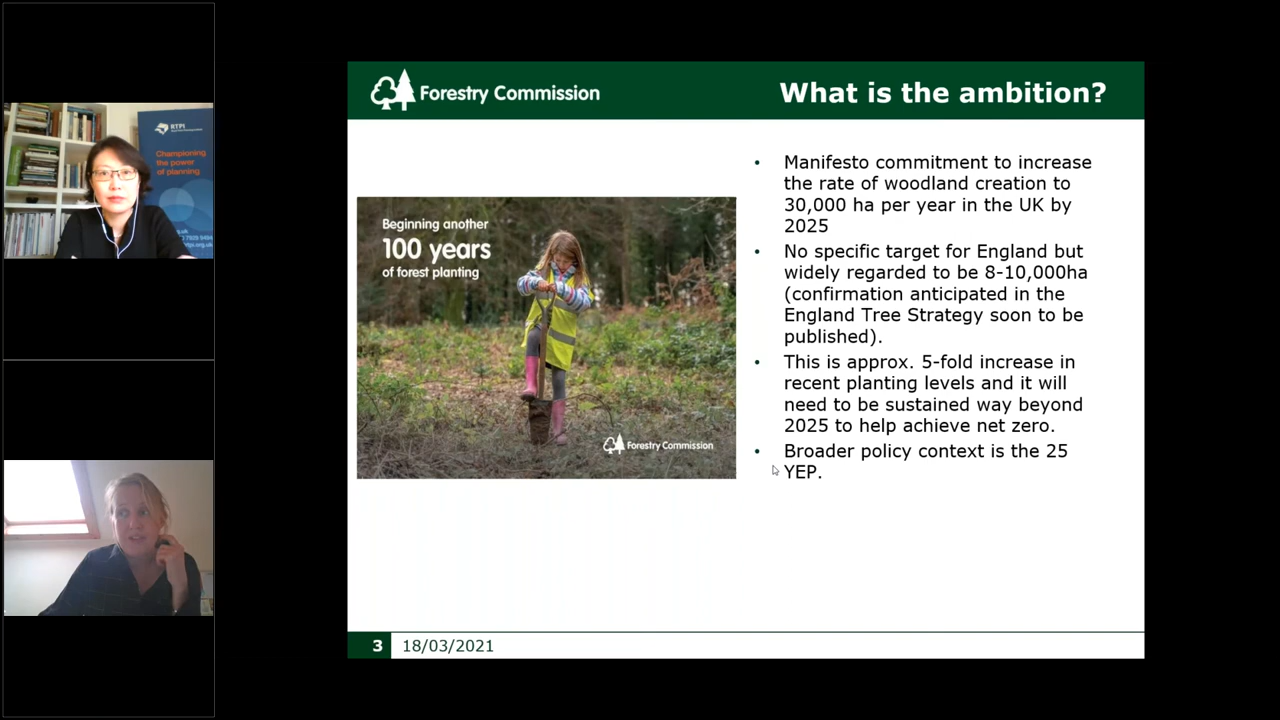 RTPI
Championing
the power
of planning
Forestry Commission
What is the ambition?
Beginning another
100 years
of forest planting
Forestry Commission
• Manifesto commitment to increase
the rate of woodland creation to
30,000 ha per year in the UK by
2025
• No specific target for England but
widely regarded to be 8-10,000ha
(confirmation anticipated in the
England Tree Strategy soon to be
published).
• This is approx. 5-fold increase in
recent planting levels and it will
need to be sustained way beyond
2025 to help achieve net zero.
• Broader policy context is the 25
YEP.
3 18/03/2021